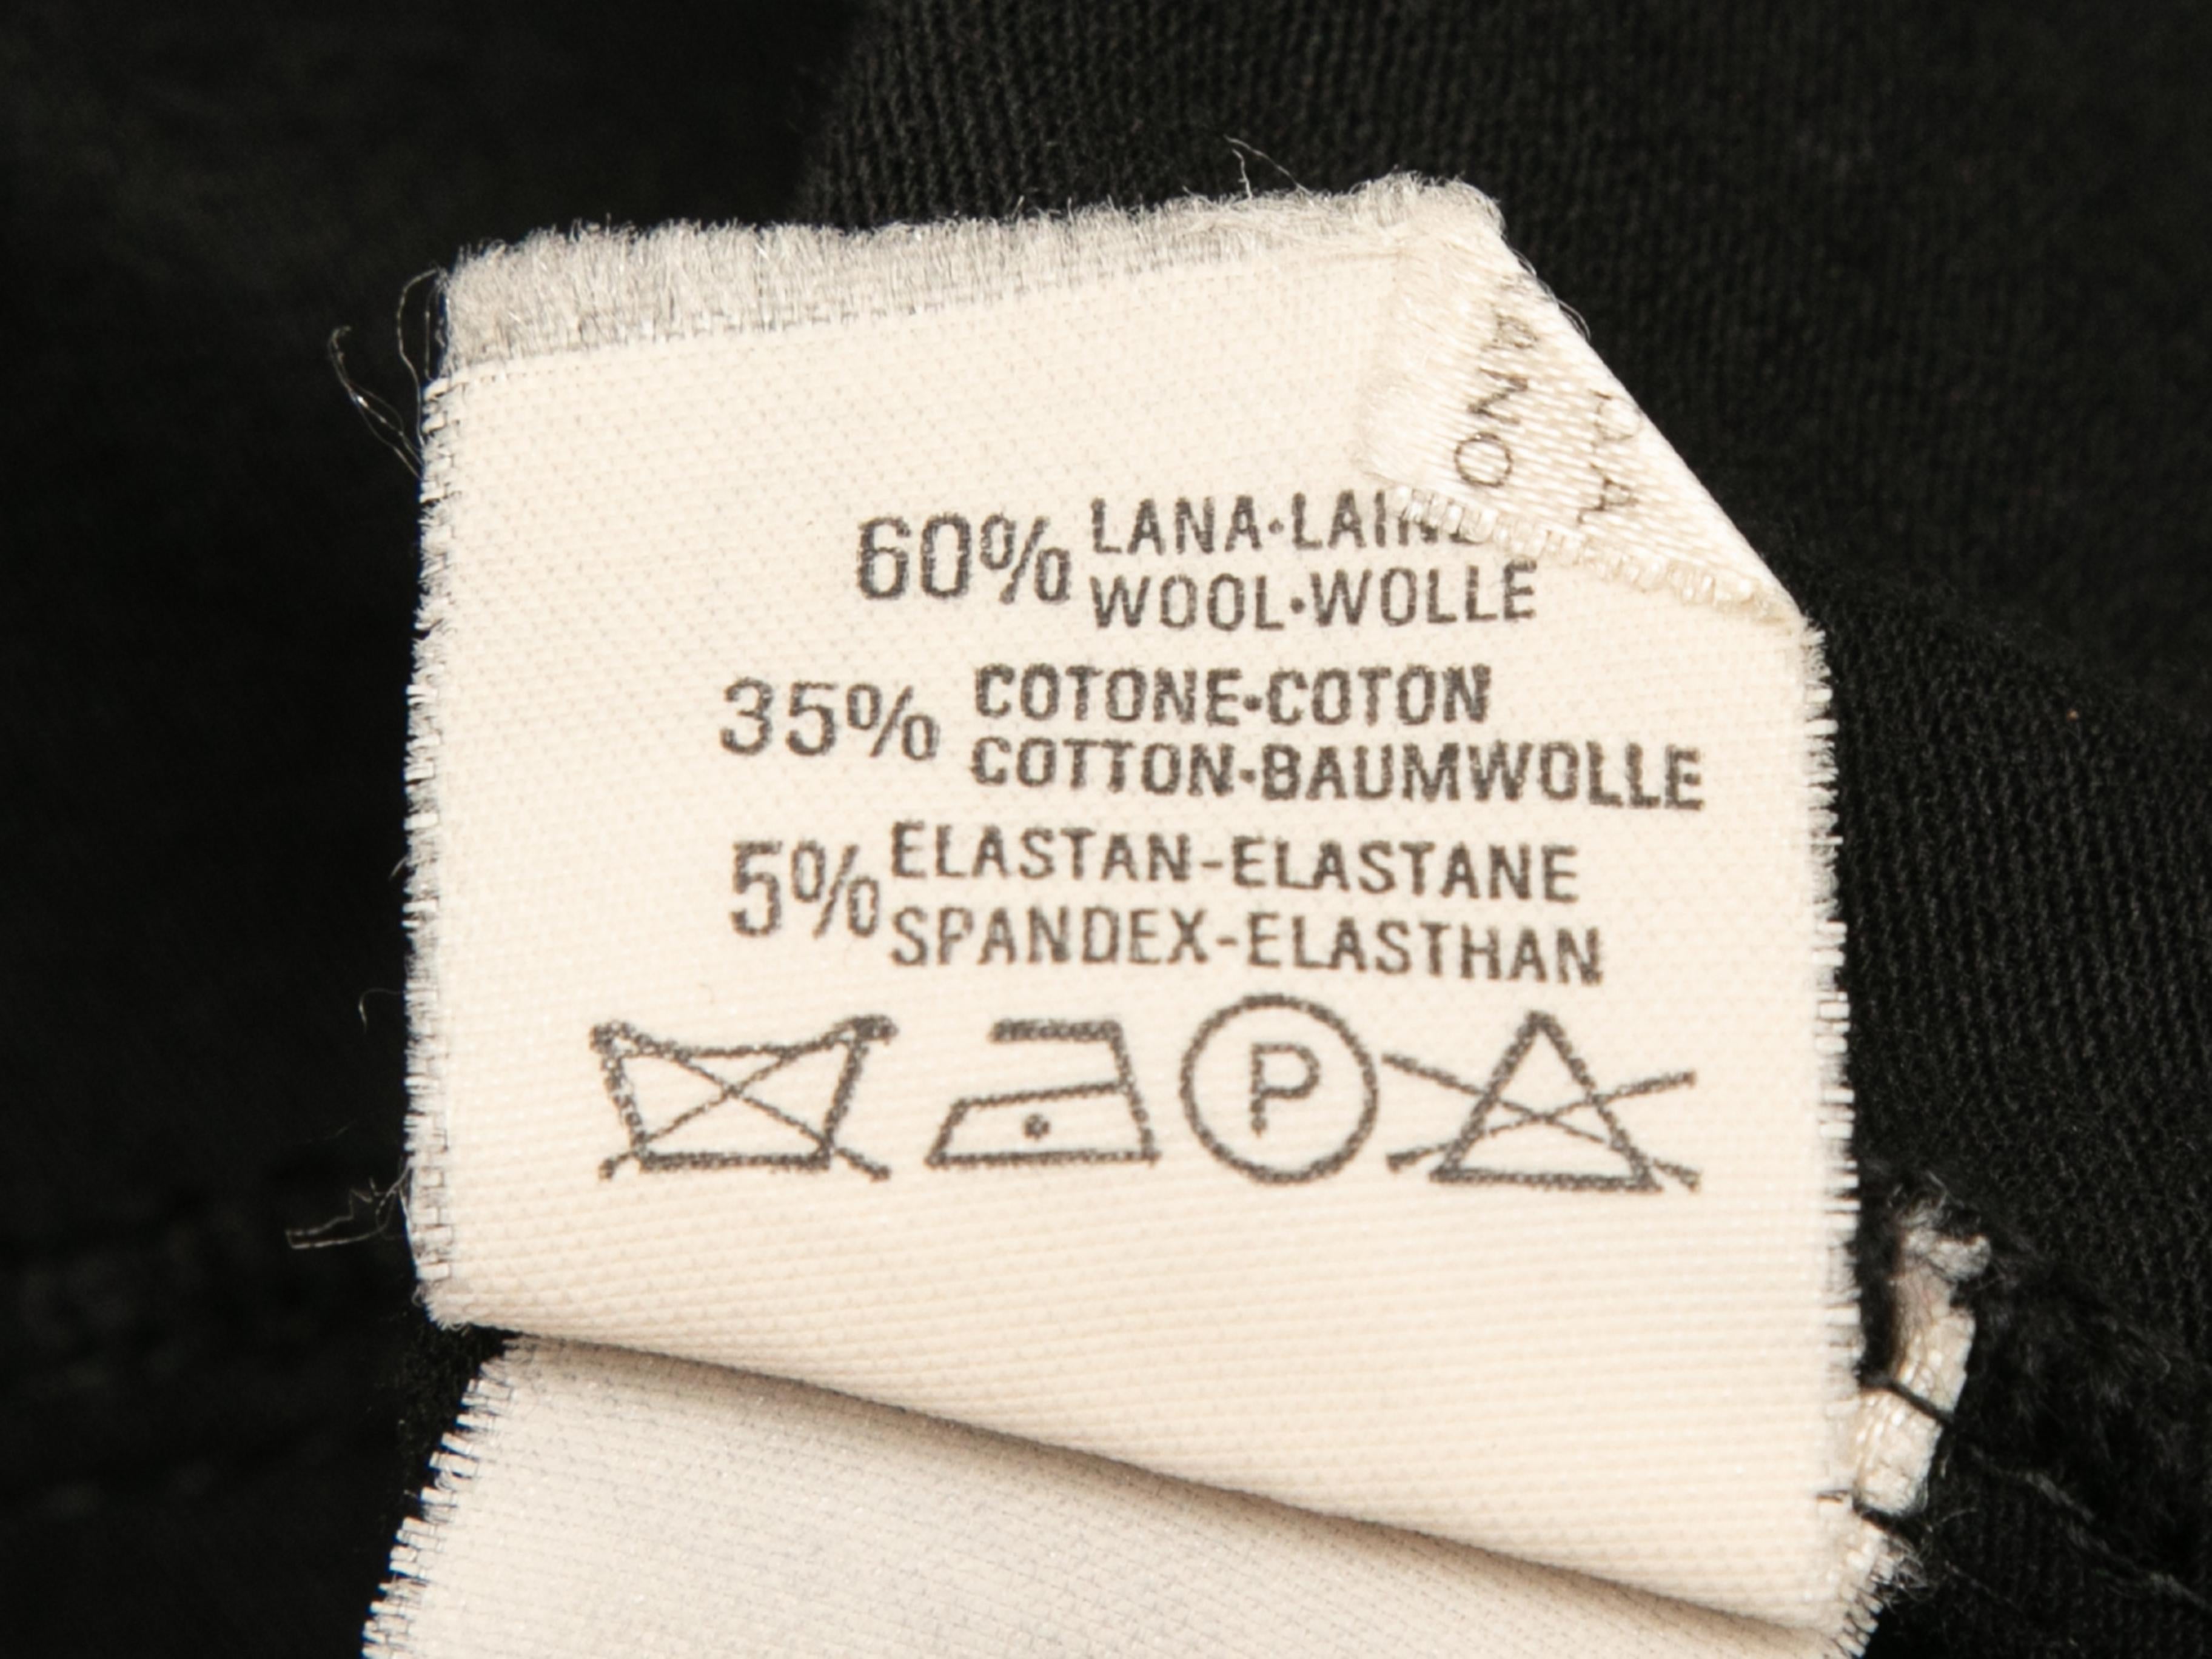 60% LANA·LAINE
WOOL·WOLLE
35% COTONE·COTON
COTTON·BAUMWOLLE
5% ELASTAN-ELASTANE
SPANDEX-ELASTHAN
P